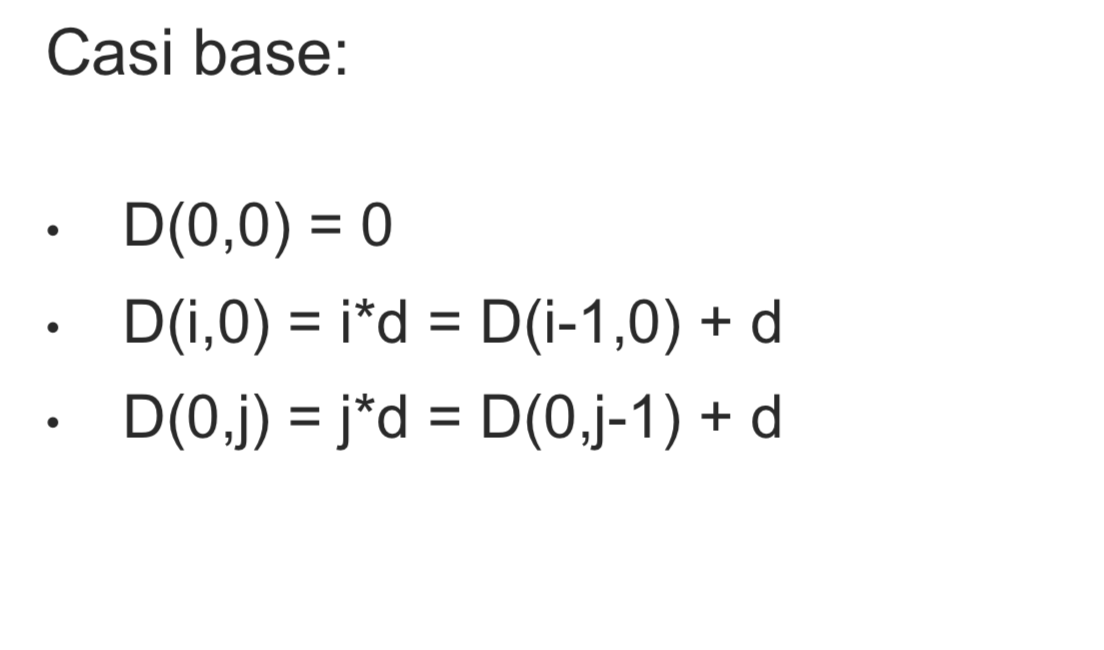 Casi base:
• D(0,0) = 0
• D(i,0) = i*d = D(i-1,0) + d
• D(0,j) = j*d = D(0,j-1) + d